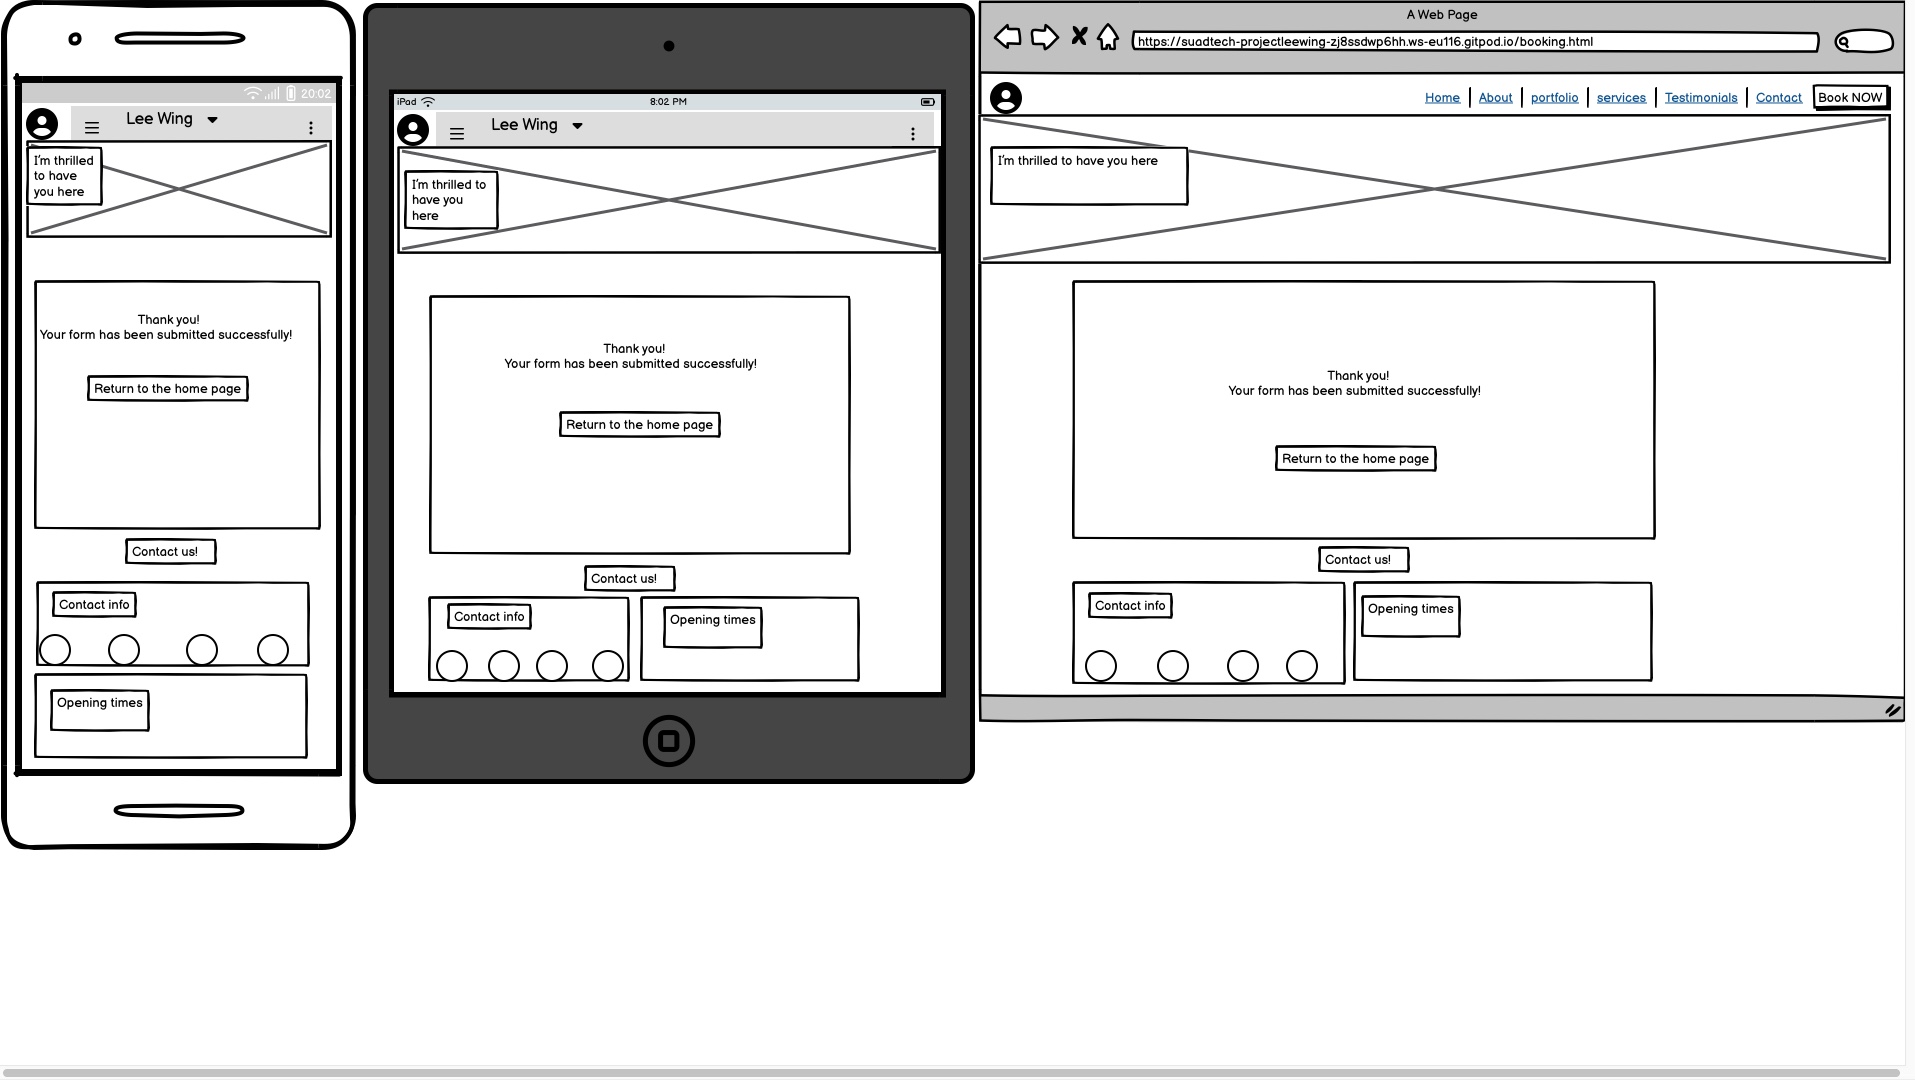 20:02
Lee Wing
I'm thrilled
to have
you here
Thank you!
Your form has been submitted successfully!
Return to the home page
Contact us!
Contact info
Opening times
iPad
8:02 PM
Lee Wing
I'm thrilled to
have you
here
Thank you!
Your form has been submitted successfully!
Return to the home page
Contact us!
Contact info
Opening times
A Web Page
https://suadtech-projectleewing-zj8ssdwp6hh.ws-eu116.gitpod.io/booking.html
Home About portfolio services Testimonials Contact Book NOW
I'm thrilled to have you here
Thank you!
Your form has been submitted successfully!
Return to the home page
Contact us!
Contact info
Opening times